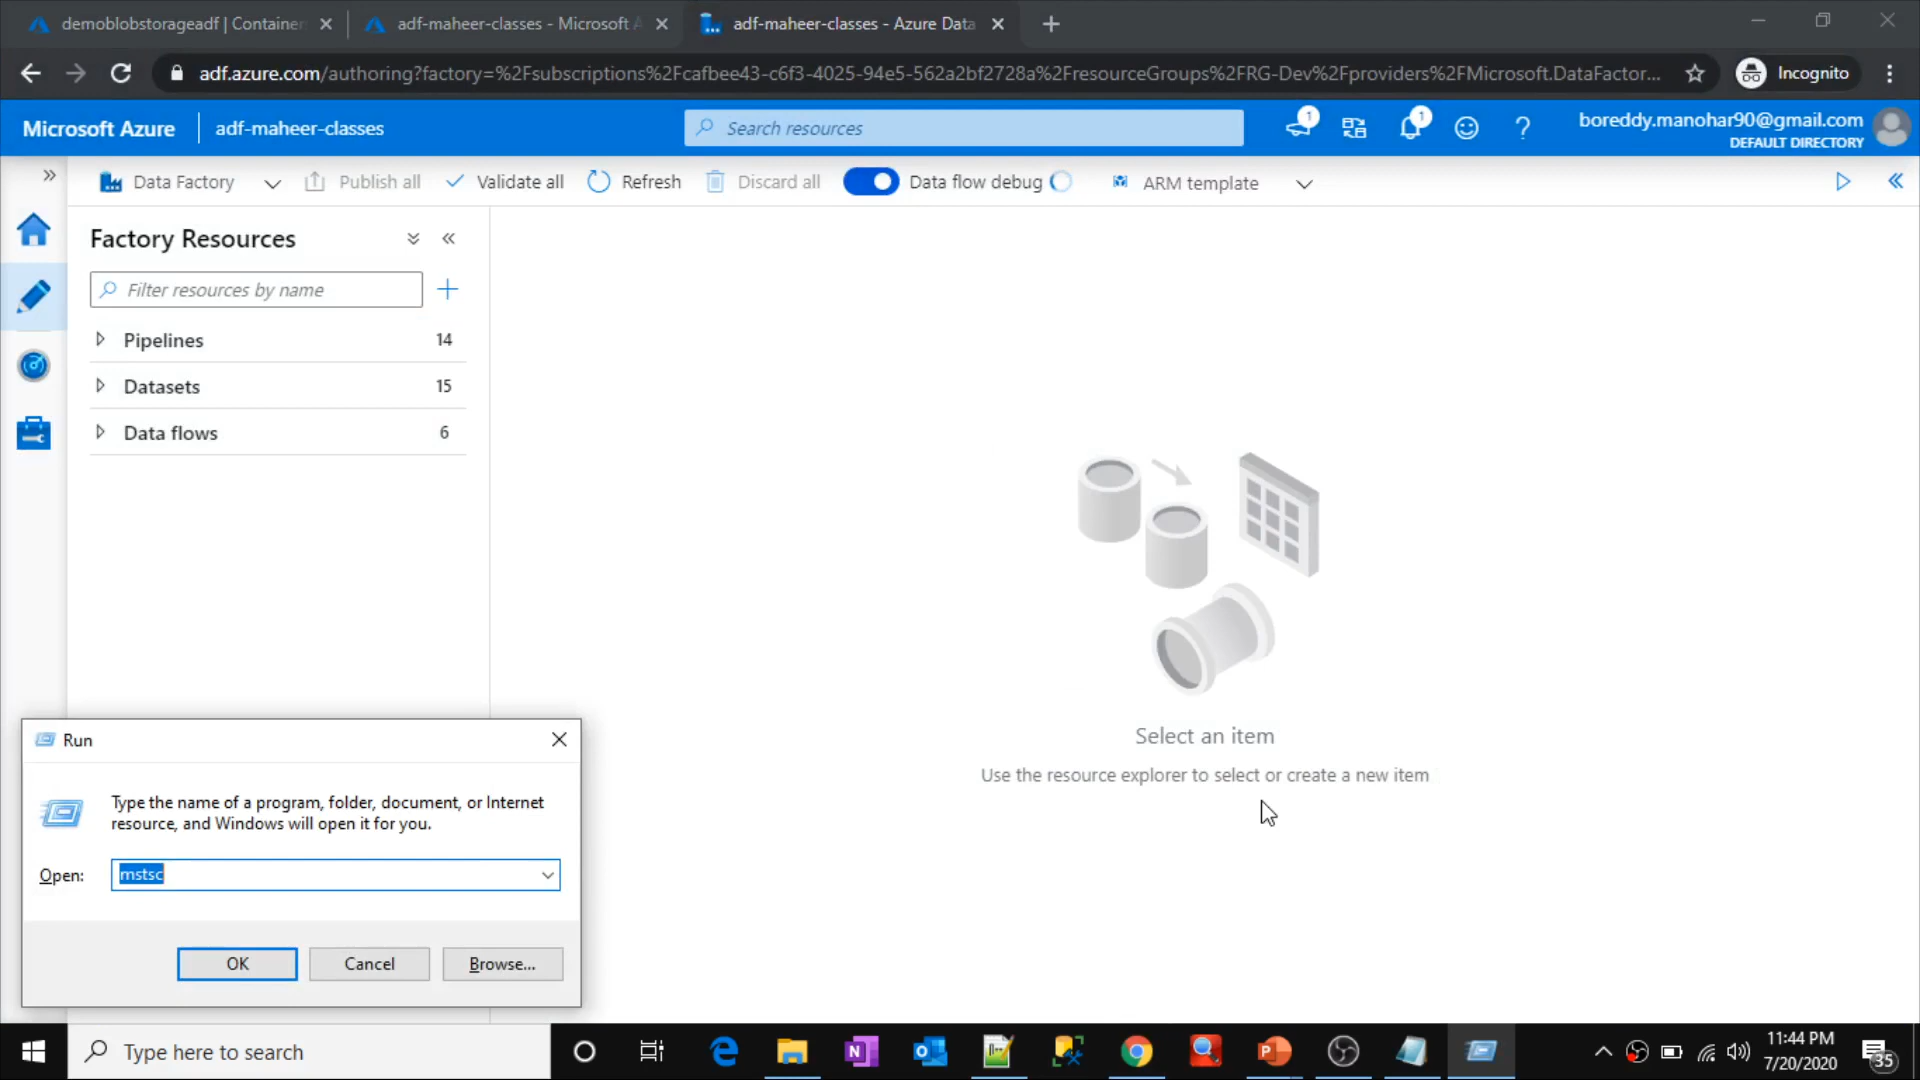 demoblobstorageadf | Container
adf-maheer-classes - Microsoft A
adf-maheer-classes - Azure Data
adf.azure.com/authoring?factory=%2Fsubscriptions%2Fcafbee43-c6f3-4025-94e5-562a2bf2728a%2FresourceGroups%2FRG-Dev%2Fproviders%2FMicrosoft.DataFactor...
Incognito
Microsoft Azure
adf-maheer-classes
Search resources
1
1
boreddy.manohar90@gmail.com
DEFAULT DIRECTORY
Data Factory
Publish all
Validate all
Refresh
Discard all
Data flow debug
ARM template
Factory Resources
Filter resources by name
Pipelines 14
Datasets 15
Data flows 6
Select an item
Use the resource explorer to select or create a new item
Run
Type the name of a program, folder, document, or Internet
resource, and Windows will open it for you.
Open: mstsc
OK
Cancel
Browse...
Type here to search
11:44 PM
7/20/2020
35